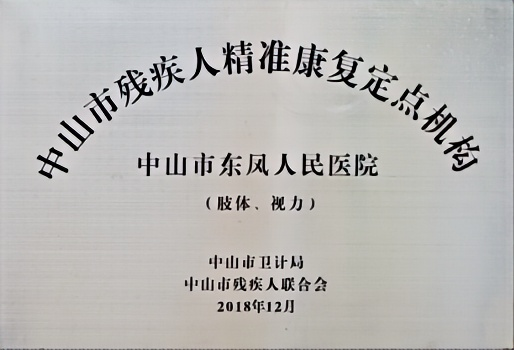 中山市残疾人精准康复定点机构
中山市东凤人民医院
（肢体、视力）
中山市卫计局
中山市残疾人联合会
2018年12月